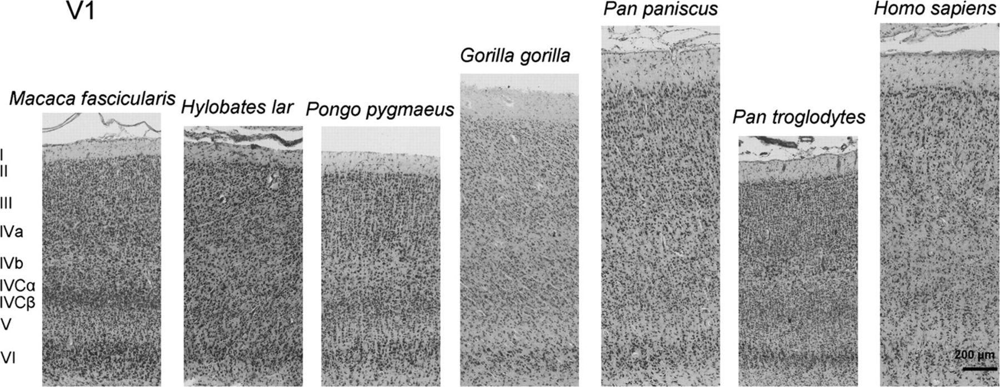 V1
Macaca fascicularis
Hylobates lar
Pongo pygmaeus
Gorilla gorilla
Pan paniscus
Pan troglodytes
Homo sapiens
I
II
III
IVa
IVb
IVCα
IVCβ
V
VI
200 µm